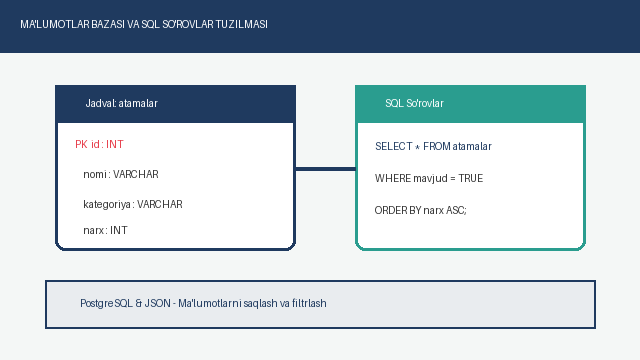 MA'LUMOTLAR BAZASI VA SQL SO'ROVLAR TUZILMASI
Jadval: atamalar
PK id : INT
nomi : VARCHAR
kategoriya : VARCHAR
narx : INT
SQL So'rovlar
SELECT * FROM atamalar
WHERE mavjud = TRUE
ORDER BY narx ASC;
PostgreSQL & JSON - Ma'lumotlarni saqlash va filtrlash